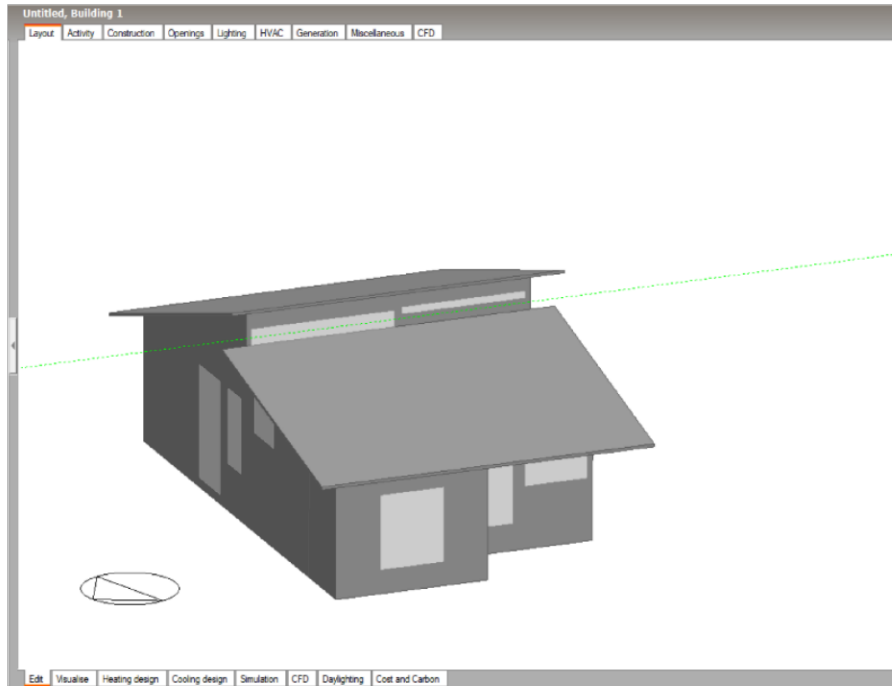 Untitled, Building 1
Layout Activity Construction Openings Lighting HVAC Generation Miscellaneous CFD
Edit Visualise Heating design Cooling design Simulation CFD Daylighting Cost and Carbon